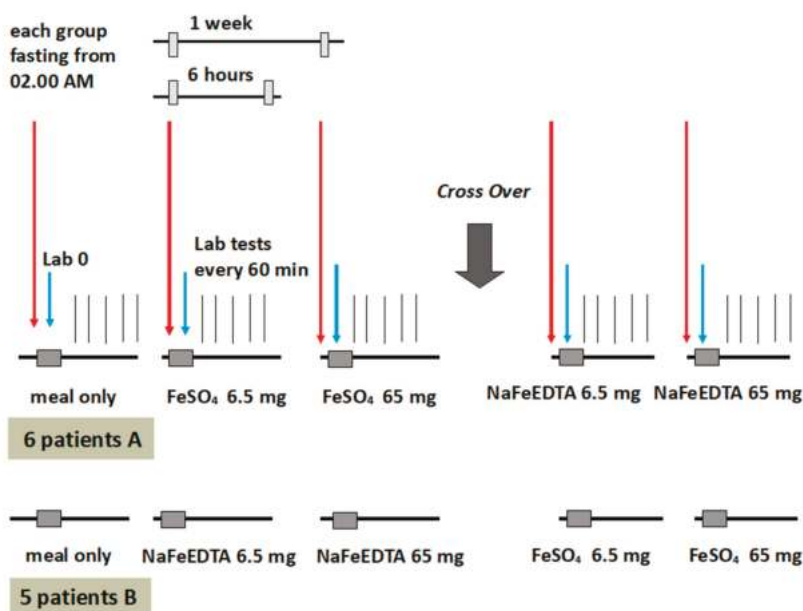 each group
fasting from
02.00 AM
1 week
6 hours
Cross Over
Lab 0
Lab tests
every 60 min
meal only
FeSO₄ 6.5 mg
FeSO₄ 65 mg
NaFeEDTA 6.5 mg
NaFeEDTA 65 mg
6 patients A
meal only
NaFeEDTA 6.5 mg
NaFeEDTA 65 mg
FeSO₄ 6.5 mg
FeSO₄ 65 mg
5 patients B